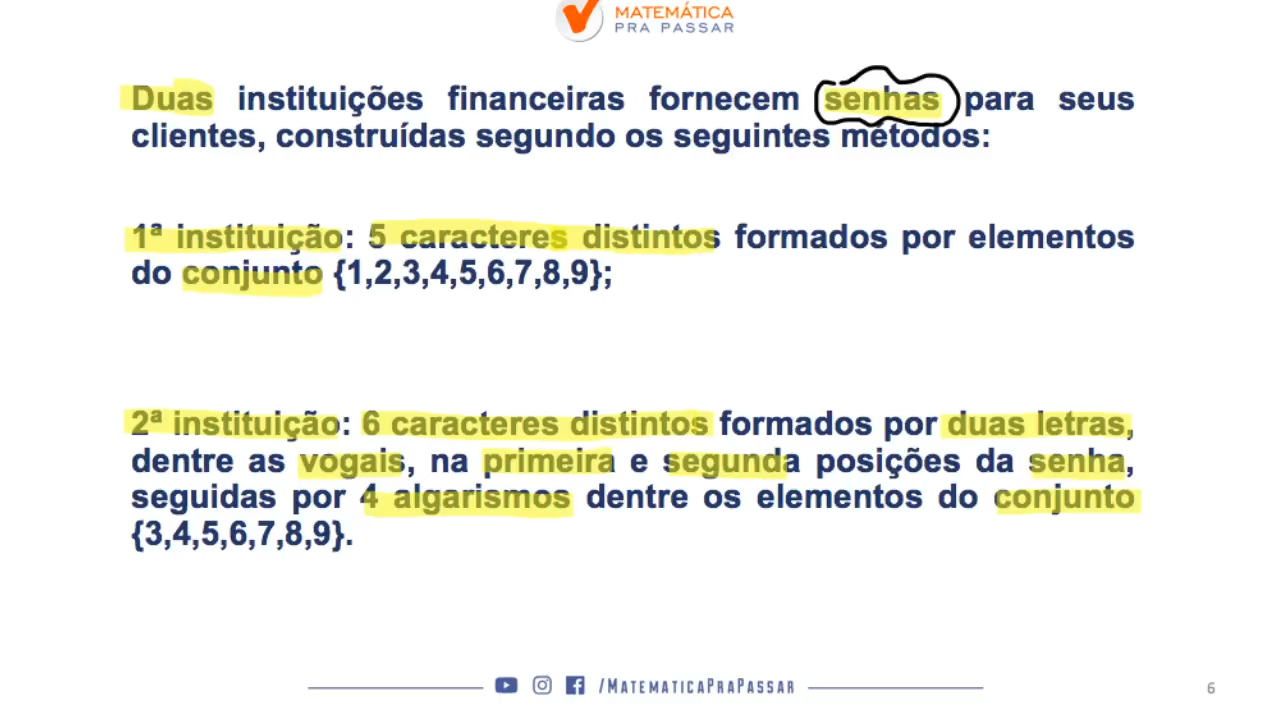 MATEMÁTICA
PRA PASSAR
Duas instituições financeiras fornecem senhas para seus
clientes, construídas segundo os seguintes métodos:
1ª instituição: 5 caracteres distintos formados por elementos
do conjunto {1,2,3,4,5,6,7,8,9};
2ª instituição: 6 caracteres distintos formados por duas letras,
dentre as vogais, na primeira e segunda posições da senha,
seguidas por 4 algarismos dentre os elementos do conjunto
{3,4,5,6,7,8,9}.
/MATEMATICAPRAPASSAR
6